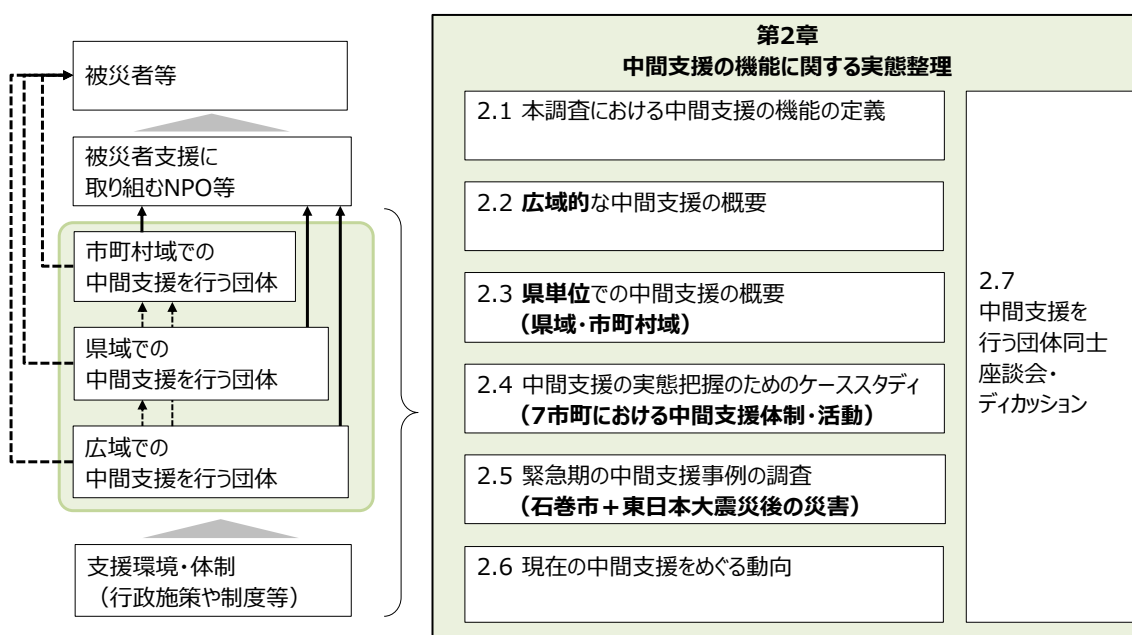 被災者等
被災者支援に
取り組むNPO等
市町村域での
中間支援を行う団体
県域での
中間支援を行う団体
広域での
中間支援を行う団体
支援環境・体制
（行政施策や制度等）
第2章
中間支援の機能に関する実態整理
2.1 本調査における中間支援の機能の定義
2.2 広域的な中間支援の概要
2.3 県単位での中間支援の概要
（県域・市町村域）
2.4 中間支援の実態把握のためのケーススタディ
（7市町における中間支援体制・活動）
2.5 緊急期の中間支援事例の調査
（石巻市＋東日本大震災後の災害）
2.6 現在の中間支援をめぐる動向
2.7
中間支援を
行う団体同士
座談会・
ディカッション